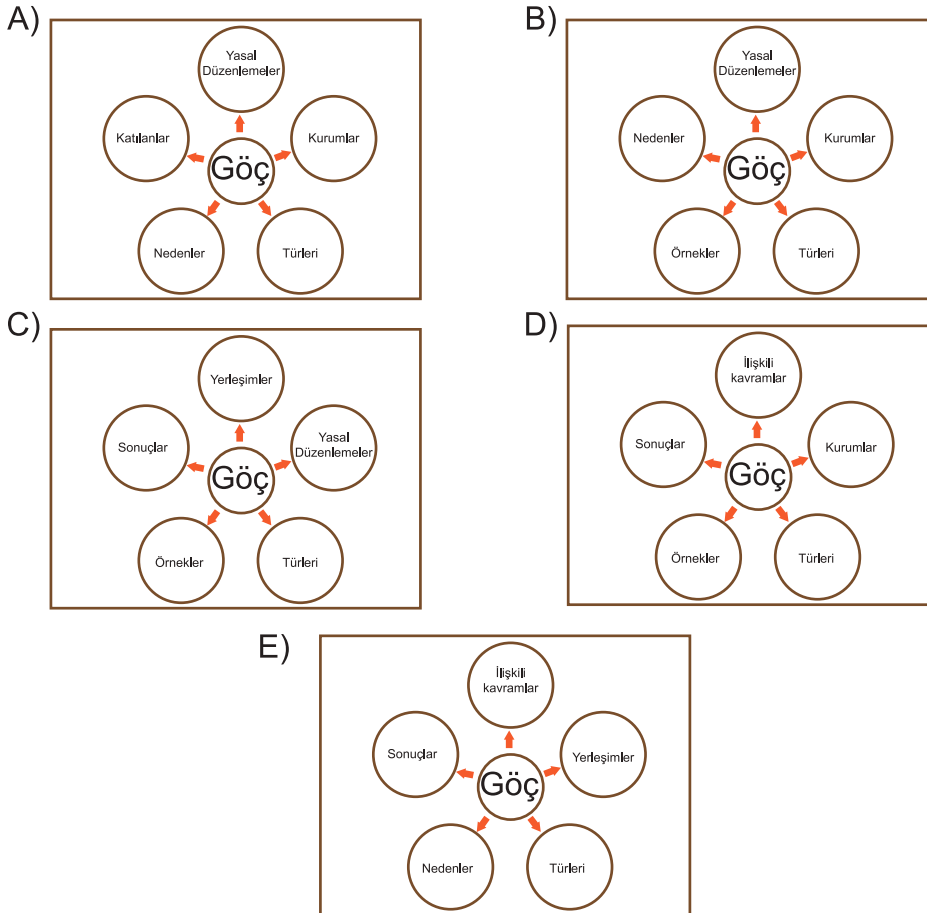 A)
Yasal
Düzenlemeler
Katılanlar
Kurumlar
Göç
Nedenler
Türleri
B)
Yasal
Düzenlemeler
Nedenler
Kurumlar
Göç
Örnekler
Türleri
C)
Yerleşimler
Sonuçlar
Yasal
Düzenlemeler
Göç
Örnekler
Türleri
D)
İlişkili
kavramlar
Sonuçlar
Kurumlar
Göç
Örnekler
Türleri
E)
İlişkili
kavramlar
Sonuçlar
Yerleşimler
Göç
Nedenler
Türleri